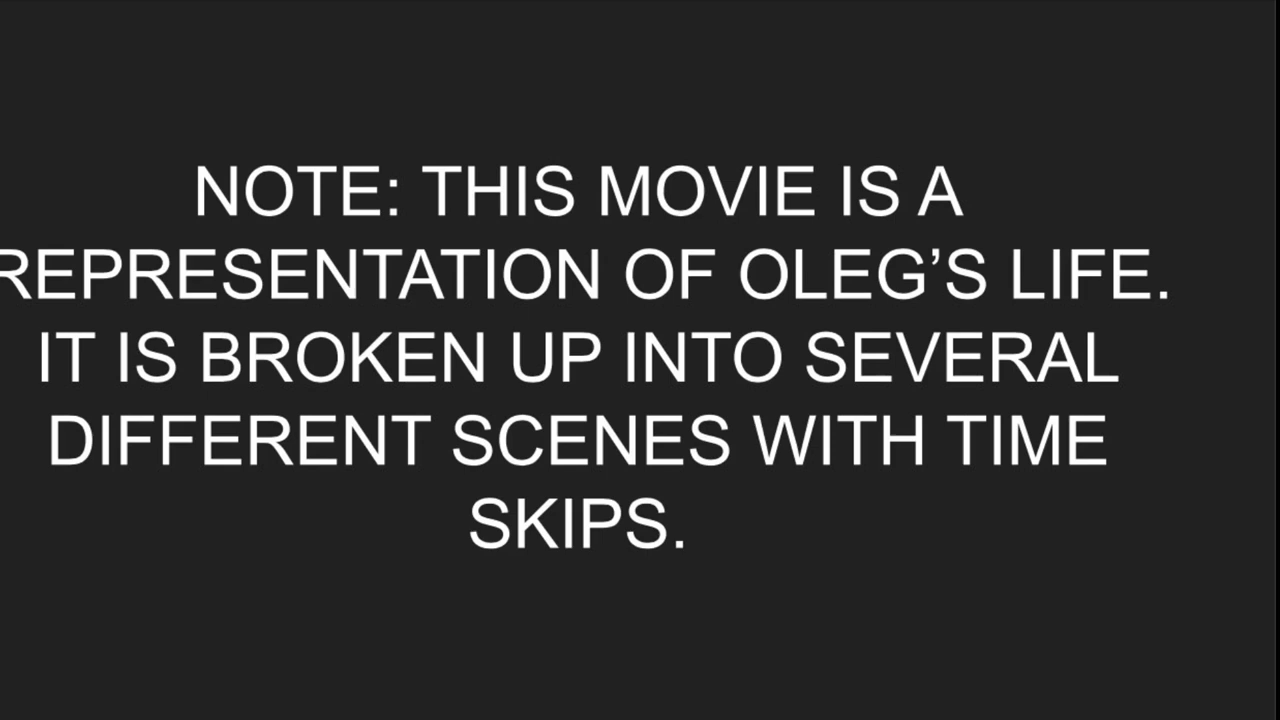 NOTE: THIS MOVIE IS A
REPRESENTATION OF OLEG’S LIFE.
IT IS BROKEN UP INTO SEVERAL
DIFFERENT SCENES WITH TIME
SKIPS.